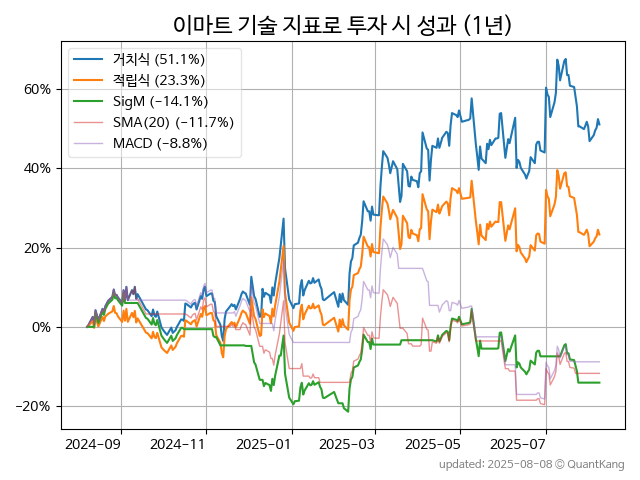 이마트 기술 지표로 투자 시 성과 (1년)
거치식 (51.1%)
적립식 (23.3%)
SigM (−14.1%)
SMA(20) (−11.7%)
MACD (−8.8%)
60%
40%
20%
0%
−20%
2024-09 2024-11 2025-01 2025-03 2025-05 2025-07
updated: 2025-08-08 ⓒ QuantKang